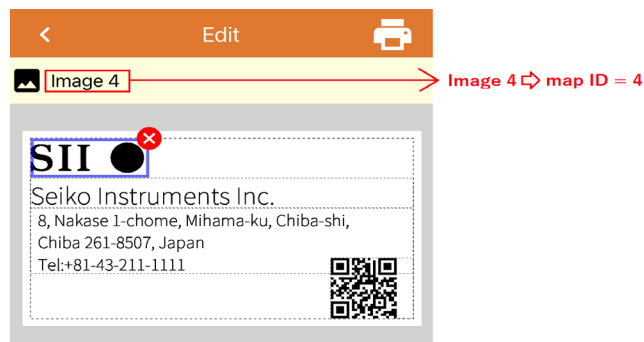 Edit
Image 4
Image 4 ⇨ map ID = 4
SII
Seiko Instruments Inc.
8, Nakase 1-chome, Mihama-ku, Chiba-shi,
Chiba 261-8507, Japan
Tel:+81-43-211-1111